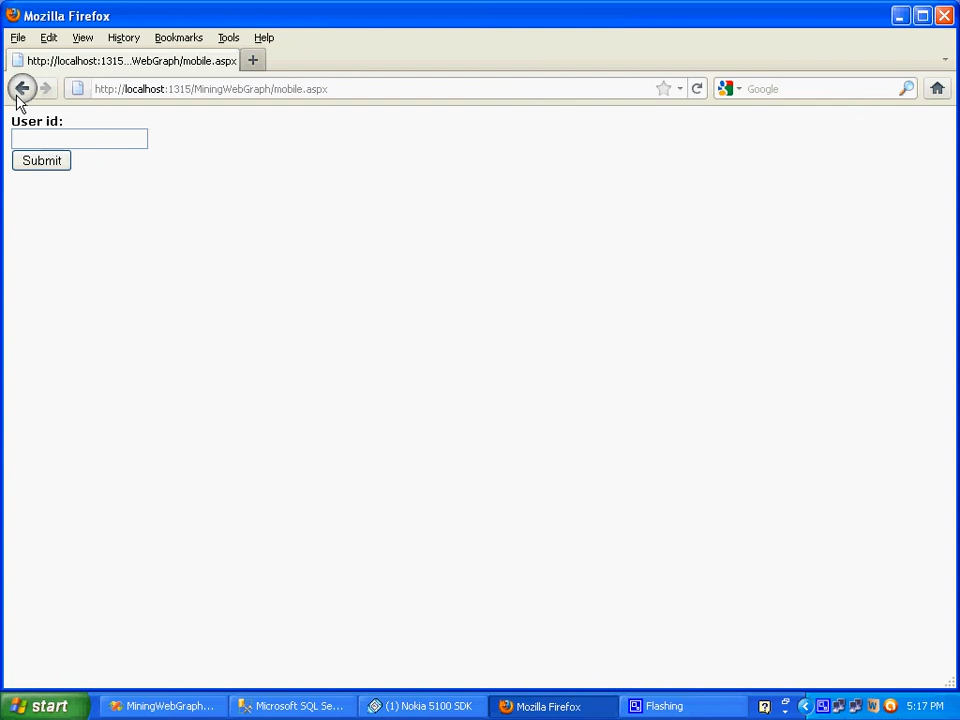 Mozilla Firefox
File Edit View History Bookmarks Tools Help
http://localhost:1315...WebGraph/mobile.aspx
http://localhost:1315/MiningWebGraph/mobile.aspx
Google
User id:
Submit
start
MiningWebGraph...
Microsoft SQL Se...
(1) Nokia 5100 SDK
Mozilla Firefox
Flashing
5:17 PM